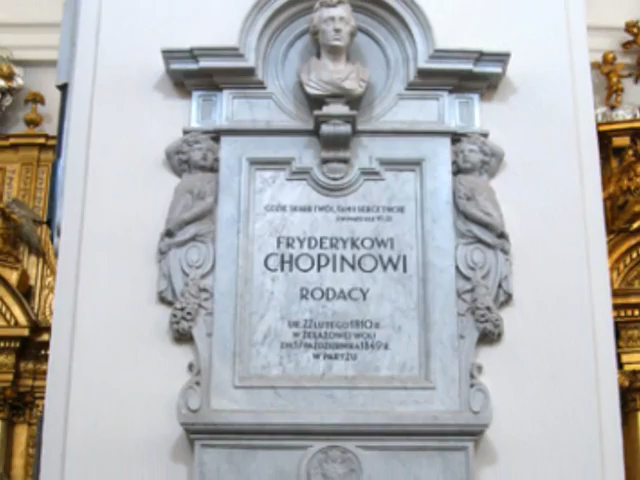 GDZIE SKARB TWÓJ, TAM I SERCE TWOJE
FRYDERYKOWI
CHOPINOWI
RODACY
UR. 22 LUTEGO 1810 R.
W ŻELAZOWEJ WOLI
ZM. 17 PAŹDZIERNIKA 1849 R.
W PARYŻU